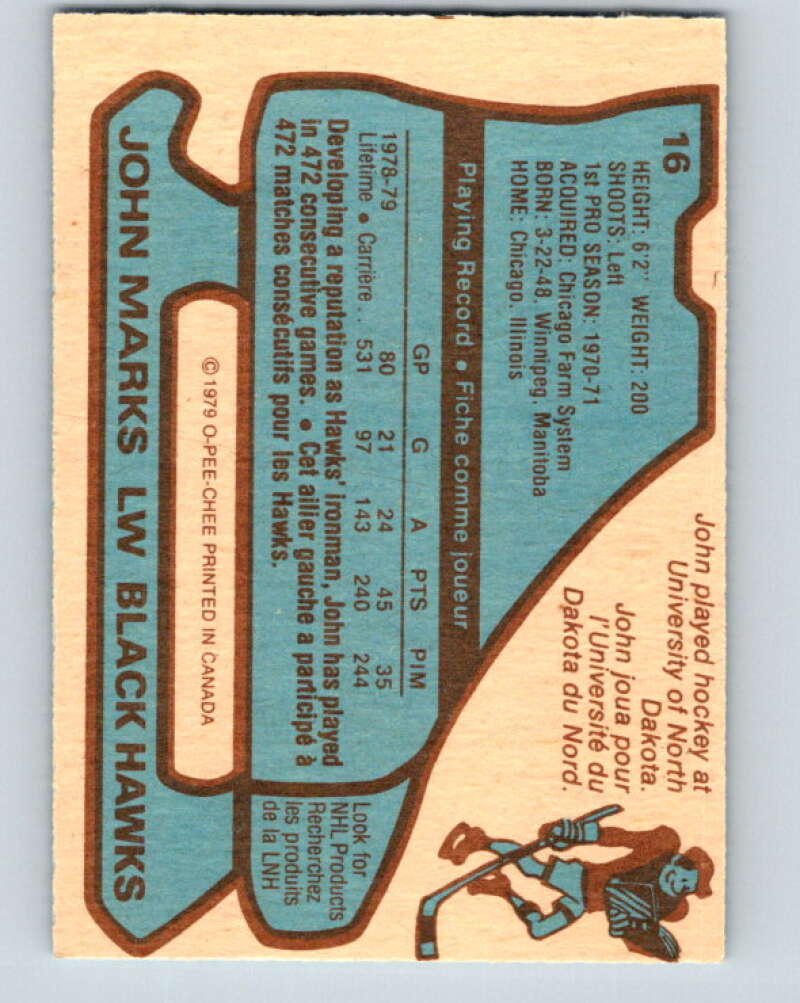 16
HEIGHT: 6'2" WEIGHT: 200
SHOOTS: Left
1st PRO SEASON: 1970-71
ACQUIRED: Chicago Farm System
BORN: 3-22-48, Winnipeg, Manitoba
HOME: Chicago, Illinois
John played hockey at
University of North
Dakota.
John joua pour
l'Université du
Dakota du Nord.
Playing Record • Fiche comme joueur
GP G A PTS PIM
1978-79 80 21 24 45 35
Lifetime • Carrière . . 531 97 143 240 244
Developing a reputation as Hawks' ironman, John has played
in 472 consecutive games. • Cet ailier gauche a participé à
472 matches consécutifs pour les Hawks.
Look for
NHL Products
Recherchez
les produits
de la LNH
© 1979 O-PEE-CHEE PRINTED IN CANADA
JOHN MARKS LW BLACK HAWKS